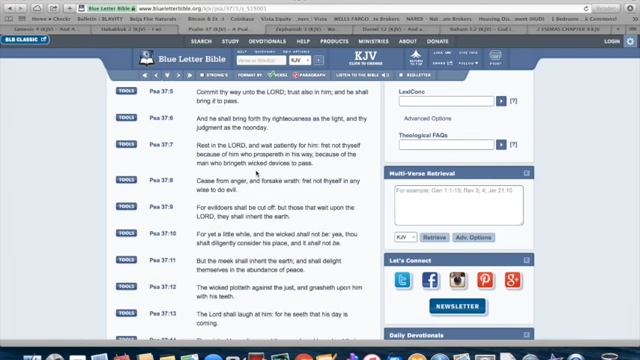 Blue Letter Bible
www.blueletterbible.org/kjv/psa/37/1/s_515001
BLB CLASSIC
SEARCH STUDY DEVOTIONALS HELP PRODUCTS MINISTRIES ABOUT DONATE
Blue Letter Bible
KJV
KJV
CLICK TO CHANGE
STRONG'S FORMAT BY VERSE PARAGRAPH LISTEN TO THE BIBLE RED LETTER
TOOLS Psa 37:5 Commit thy way unto the LORD; trust also in him; and he shall
bring it to pass.
TOOLS Psa 37:6 And he shall bring forth thy righteousness as the light, and thy
judgment as the noonday.
TOOLS Psa 37:7 Rest in the LORD, and wait patiently for him: fret not thyself
because of him who prospereth in his way, because of the
man who bringeth wicked devices to pass.
TOOLS Psa 37:8 Cease from anger, and forsake wrath: fret not thyself in any
wise to do evil.
TOOLS Psa 37:9 For evildoers shall be cut off: but those that wait upon the
LORD, they shall inherit the earth.
TOOLS Psa 37:10 For yet a little while, and the wicked shall not be: yea, thou
shalt diligently consider his place, and it shall not be.
TOOLS Psa 37:11 But the meek shall inherit the earth; and shall delight
themselves in the abundance of peace.
TOOLS Psa 37:12 The wicked plotteth against the just, and gnasheth upon him
with his teeth.
TOOLS Psa 37:13 The Lord shall laugh at him: for he seeth that his day is
coming.
LexiConc
[?]
Advanced Options
Theological FAQs
[?]
Multi-Verse Retrieval
For example: Gen 1:1-15; Rev 3; 4; Jer 21:10
KJV Retrieve Adv. Options
Let's Connect
NEWSLETTER
Daily Devotionals